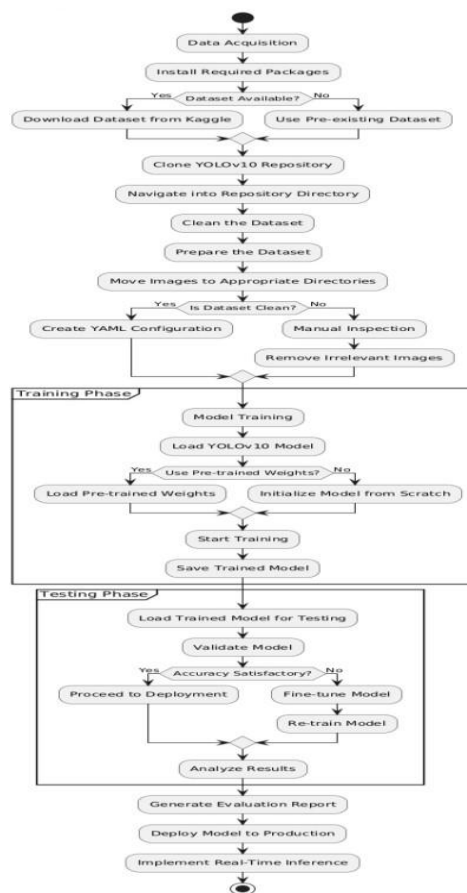 Data Acquisition
Install Required Packages
Yes
Dataset Available?
No
Download Dataset from Kaggle
Use Pre-existing Dataset
Clone YOLOv10 Repository
Navigate into Repository Directory
Clean the Dataset
Prepare the Dataset
Move Images to Appropriate Directories
Yes
Is Dataset Clean?
No
Create YAML Configuration
Manual Inspection
Remove Irrelevant Images
Training Phase
Model Training
Load YOLOv10 Model
Yes
Use Pre-trained Weights?
No
Load Pre-trained Weights
Initialize Model from Scratch
Start Training
Save Trained Model
Testing Phase
Load Trained Model for Testing
Validate Model
Yes
Accuracy Satisfactory?
No
Proceed to Deployment
Fine-tune Model
Re-train Model
Analyze Results
Generate Evaluation Report
Deploy Model to Production
Implement Real-Time Inference